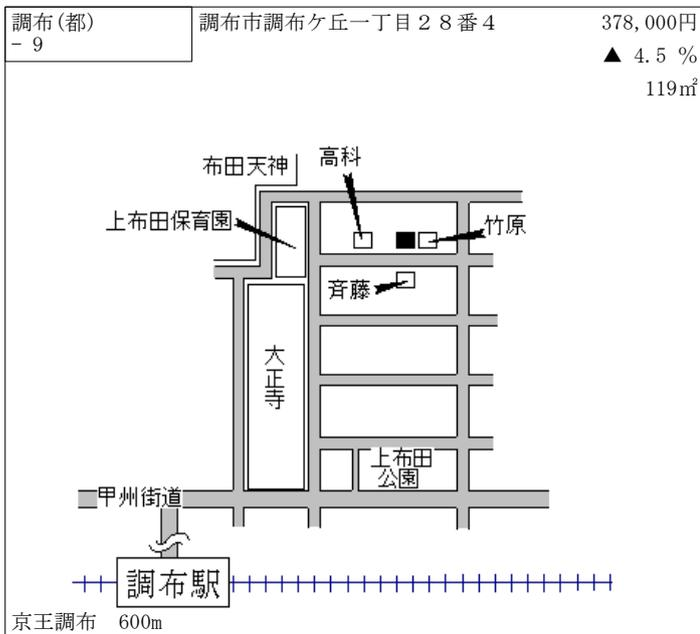 調布(都)
- 9
調布市調布ケ丘一丁目２８番４
378,000円
▲ 4.5 %
119㎡
布田天神
高科
上布田保育園
竹原
斉藤
大正寺
上布田
公園
甲州街道
調布駅
京王調布 600m